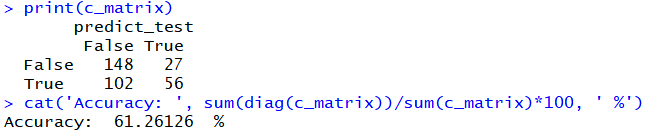 > print(c_matrix)
predict_test
False True
False 148 27
True 102 56
> cat('Accuracy: ', sum(diag(c_matrix))/sum(c_matrix)*100, ' %')
Accuracy:  61.26126  %